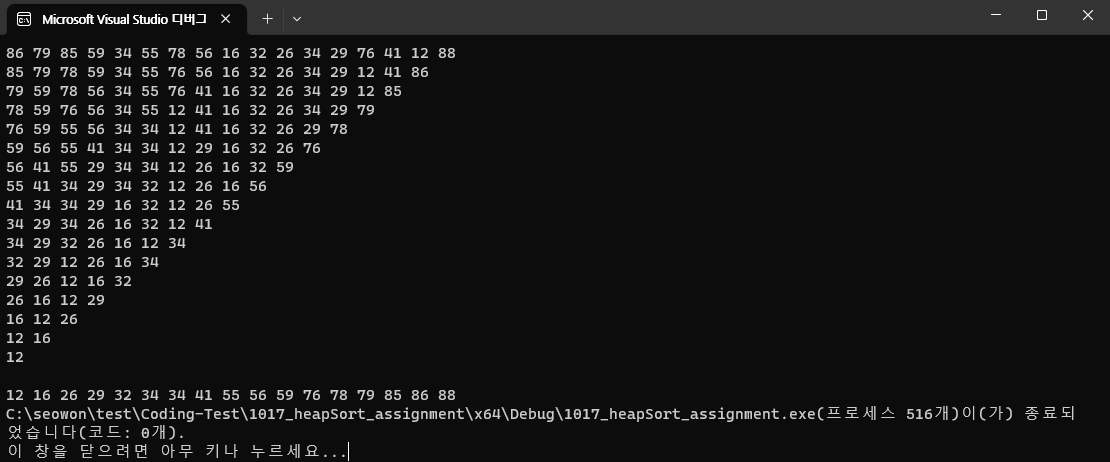 Microsoft Visual Studio 디버그
86 79 85 59 34 55 78 56 16 32 26 34 29 76 41 12 88
85 79 78 59 34 55 76 56 16 32 26 34 29 12 41 86
79 59 78 56 34 55 76 41 16 32 26 34 29 12 85
78 59 76 56 34 55 12 41 16 32 26 34 29 79
76 59 55 56 34 34 12 41 16 32 26 29 78
59 56 55 41 34 34 12 29 16 32 26 76
56 41 55 29 34 34 12 26 16 32 59
55 41 34 29 34 32 12 26 16 56
41 34 34 29 16 32 12 26 55
34 29 34 26 16 32 12 41
34 29 32 26 16 12 34
32 29 12 26 16 34
29 26 12 16 32
26 16 12 29
16 12 26
12 16
12
12 16 26 29 32 34 34 41 55 56 59 76 78 79 85 86 88
C:\seowon\test\Coding-Test\1017_heapSort_assignment\x64\Debug\1017_heapSort_assignment.exe(프로세스 516개)이(가) 종료되
었습니다(코드: 0개).
이 창을 닫으려면 아무 키나 누르세요...